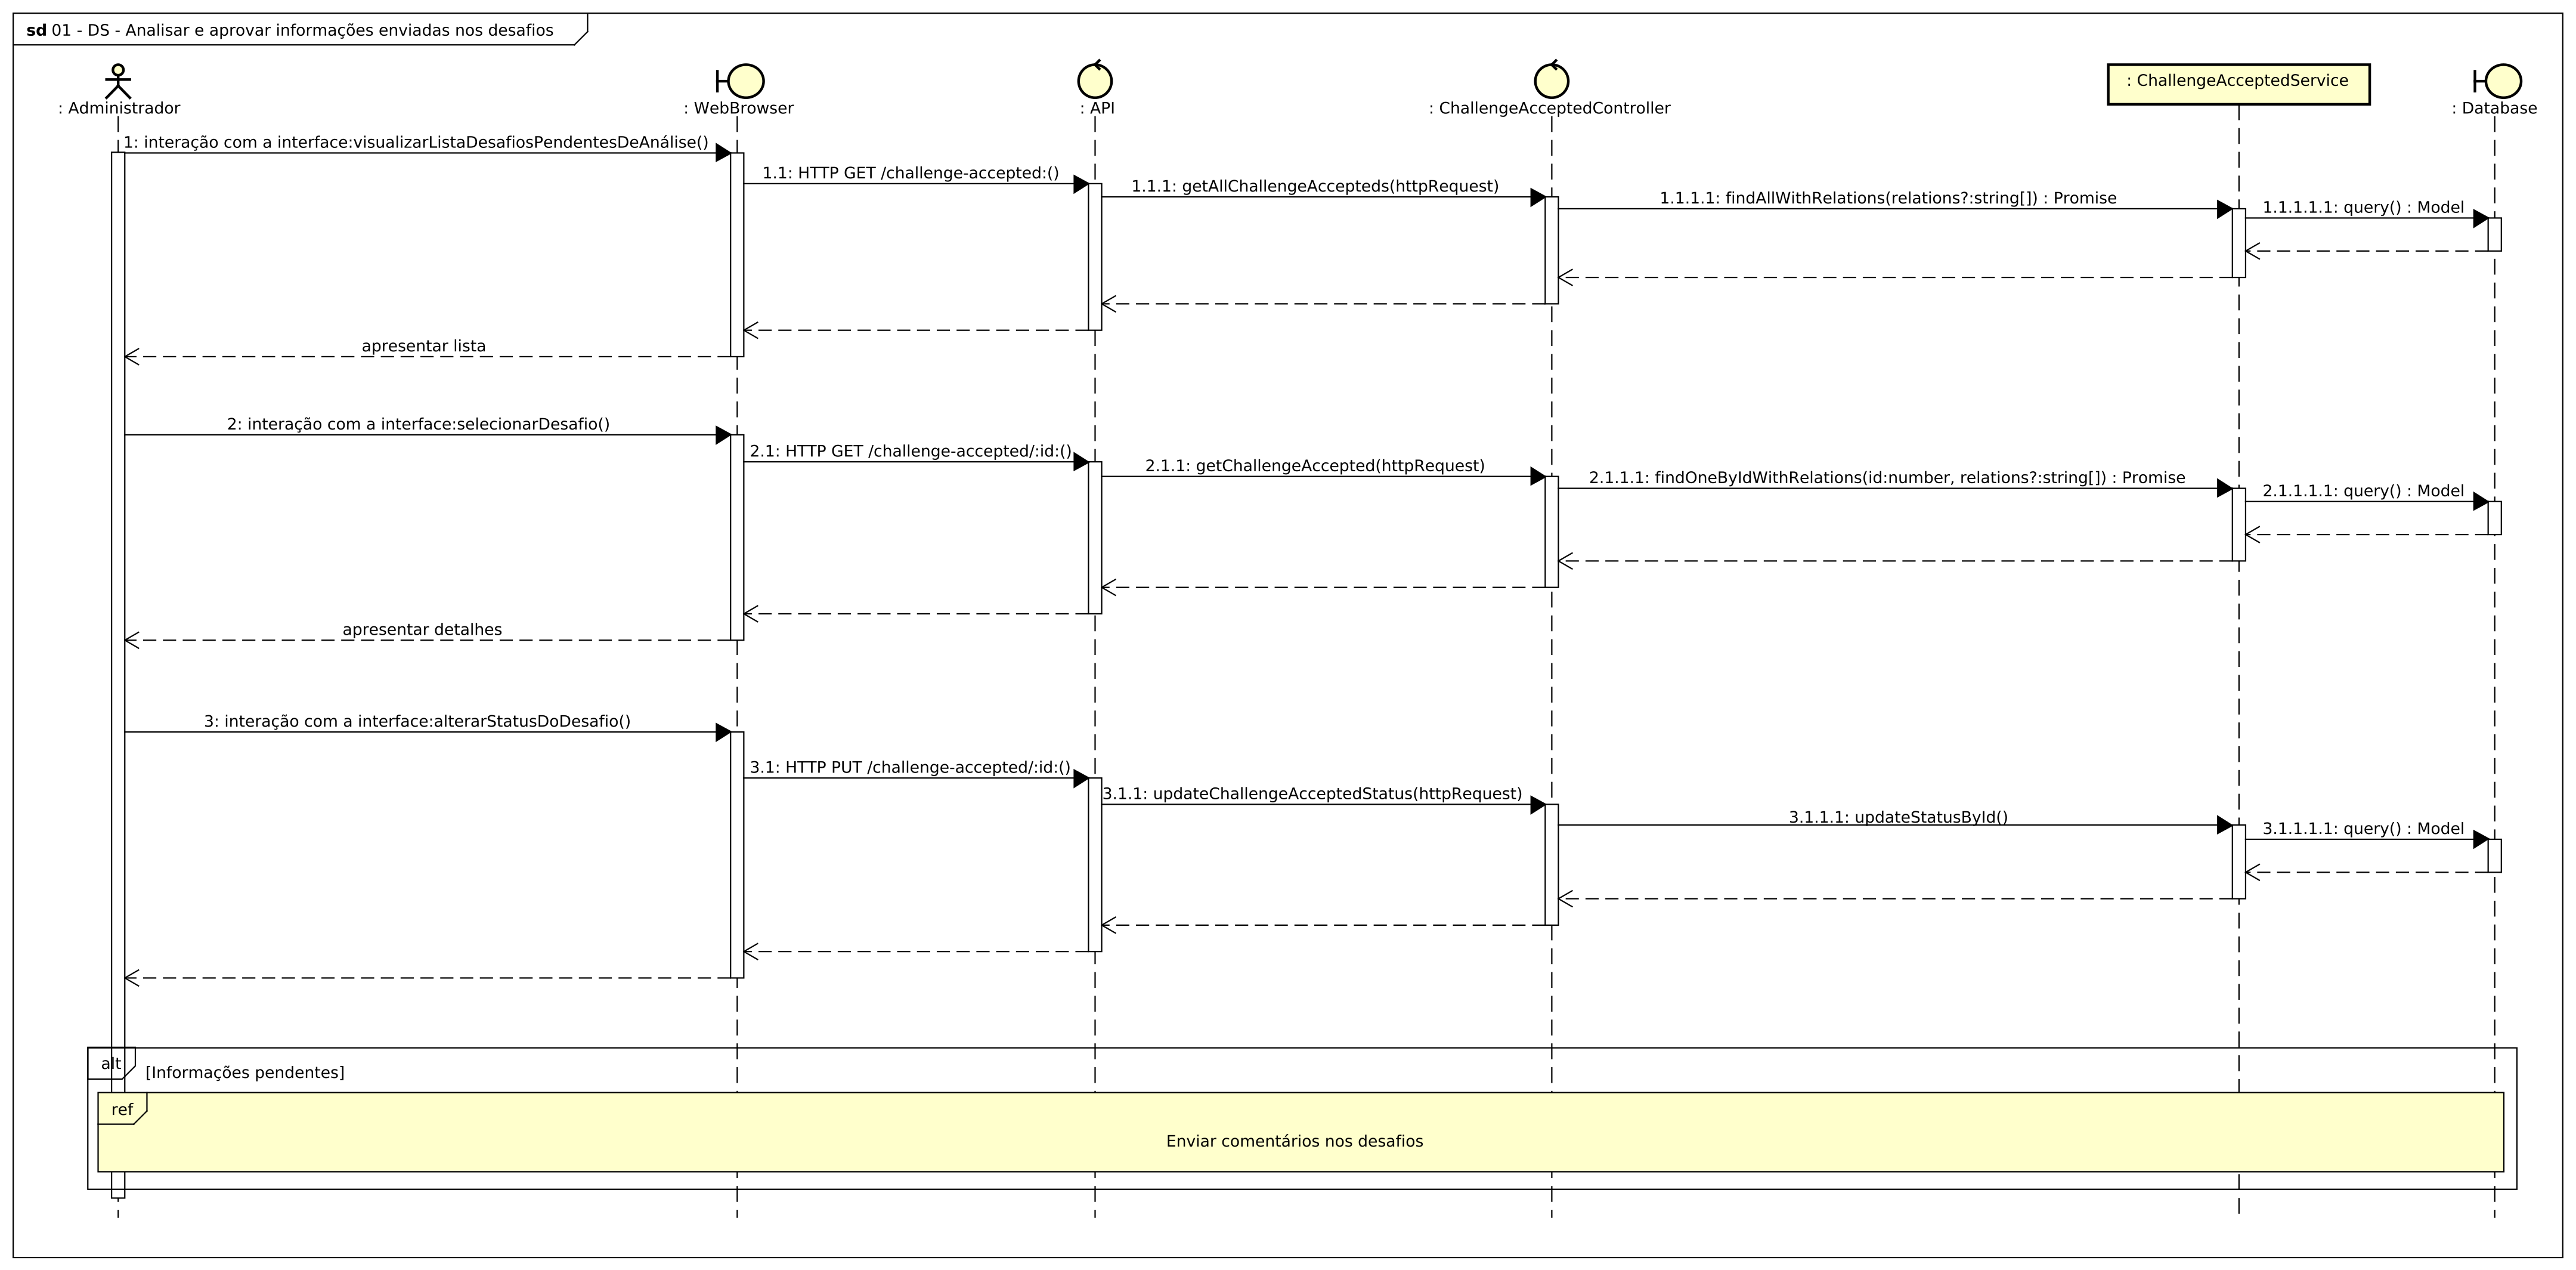 sd 01 - DS - Analisar e aprovar informações enviadas nos desafios
: Administrador
: WebBrowser
: API
: ChallengeAcceptedController
: ChallengeAcceptedService
: Database
1: interação com a interface:visualizarListaDesafiosPendentesDeAnálise()
1.1: HTTP GET /challenge-accepted:()
1.1.1: getAllChallengeAccepteds(httpRequest)
1.1.1.1: findAllWithRelations(relations?:string[]) : Promise
1.1.1.1.1: query() : Model
apresentar lista
2: interação com a interface:selecionarDesafio()
2.1: HTTP GET /challenge-accepted/:id:()
2.1.1: getChallengeAccepted(httpRequest)
2.1.1.1: findOneByIdWithRelations(id:number, relations?:string[]) : Promise
2.1.1.1.1: query() : Model
apresentar detalhes
3: interação com a interface:alterarStatusDoDesafio()
3.1: HTTP PUT /challenge-accepted/:id:()
3.1.1: updateChallengeAcceptedStatus(httpRequest)
3.1.1.1: updateStatusById()
3.1.1.1.1: query() : Model
alt
[Informações pendentes]
ref
Enviar comentários nos desafios